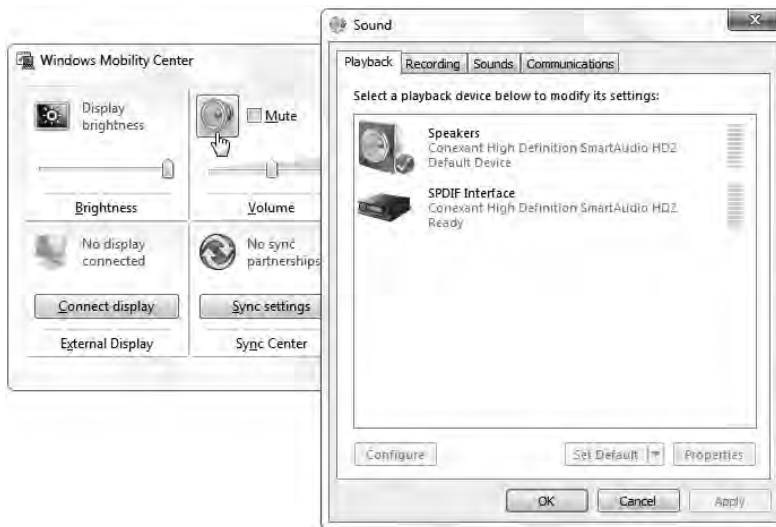 Windows Mobility Center
Display
brightness
Mute
Brightness
Volume
No display
connected
No sync
partnerships
Connect display
Sync settings
External Display
Sync Center
Sound
Playback Recording Sounds Communications
Select a playback device below to modify its settings:
Speakers
Conexant High Definition SmartAudio HD2
Default Device
SPDIF Interface
Conexant High Definition SmartAudio HD2
Ready
Configure
Set Default
Properties
OK
Cancel
Apply